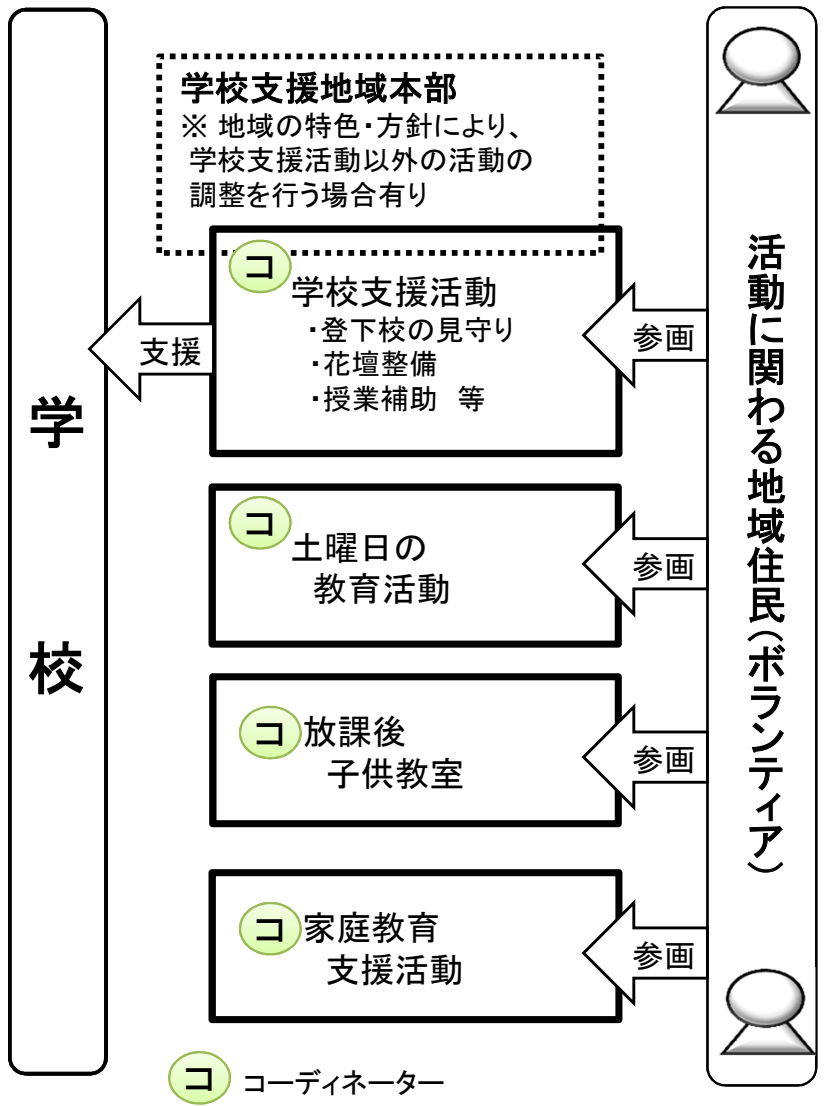 学校支援地域本部
※ 地域の特色・方針により、
学校支援活動以外の活動の
調整を行う場合有り
コ
学校支援活動
・登下校の見守り
・花壇整備
・授業補助　等
支援
参画
学校
コ
土曜日の
教育活動
参画
コ
放課後
子供教室
参画
コ
家庭教育
支援活動
参画
活動に関わる地域住民(ボランティア)
コ コーディネーター